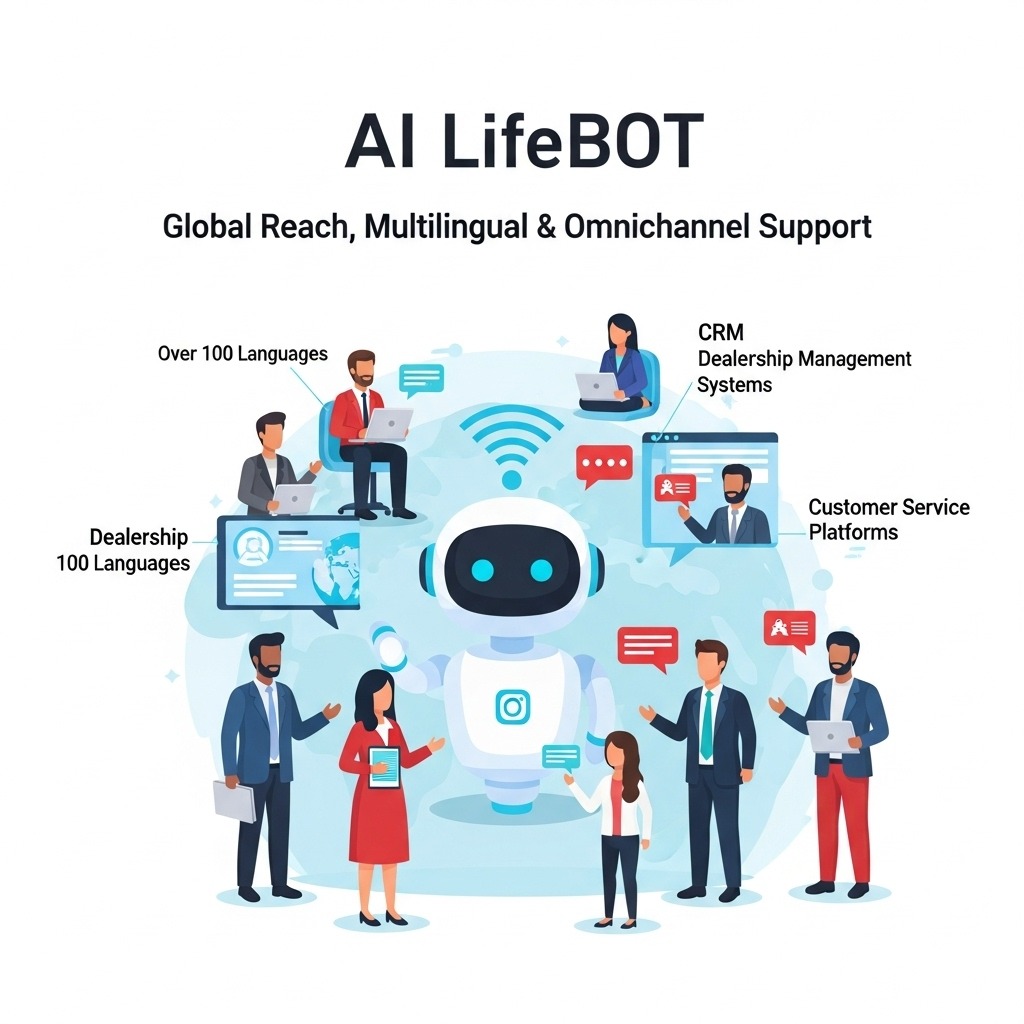 AI LifeBOT
Global Reach, Multilingual & Omnichannel Support
Over 100 Languages
CRM
Dealership Management
Systems
Customer Service
Platforms
Dealership
100 Languages